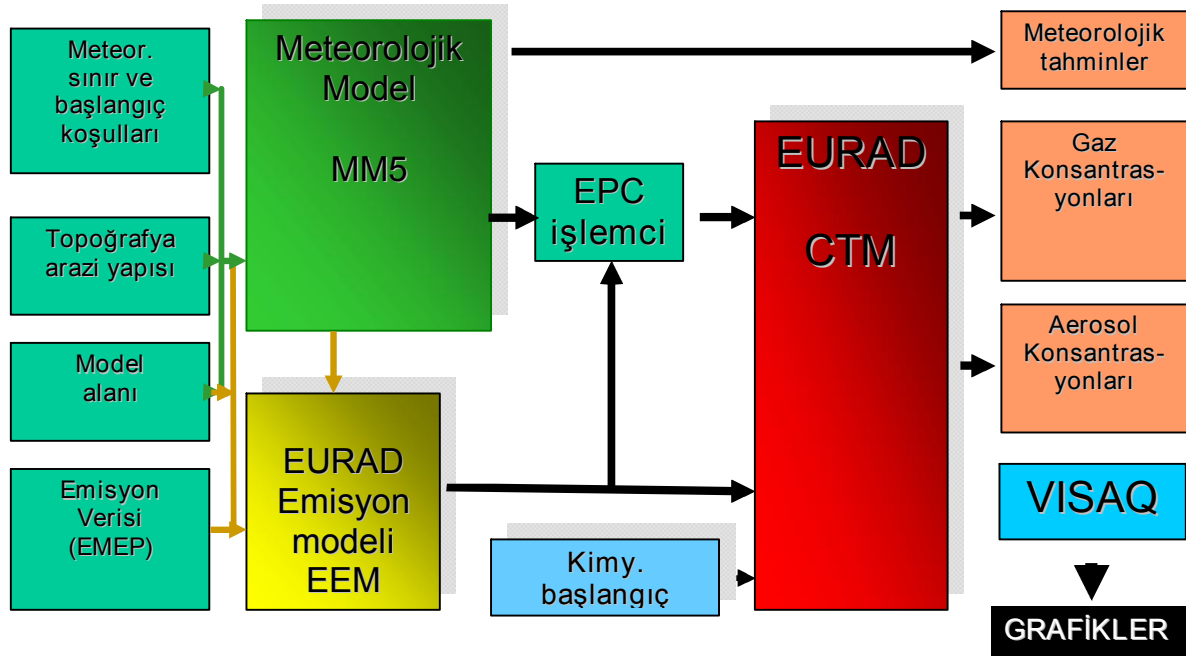 Meteor.
sınır ve
başlangıç
koşulları
Topoğrafya
arazi yapısı
Model
alanı
Emisyon
Verisi
(EMEP)
Meteorolojik
Model
MM5
EURAD
Emisyon
modeli
EEM
EPC
işlemci
Kimy.
başlangıç
EURAD
CTM
Meteorolojik
tahminler
Gaz
Konsantras-
yonları
Aerosol
Konsantras-
yonları
VISAQ
GRAFİKLER